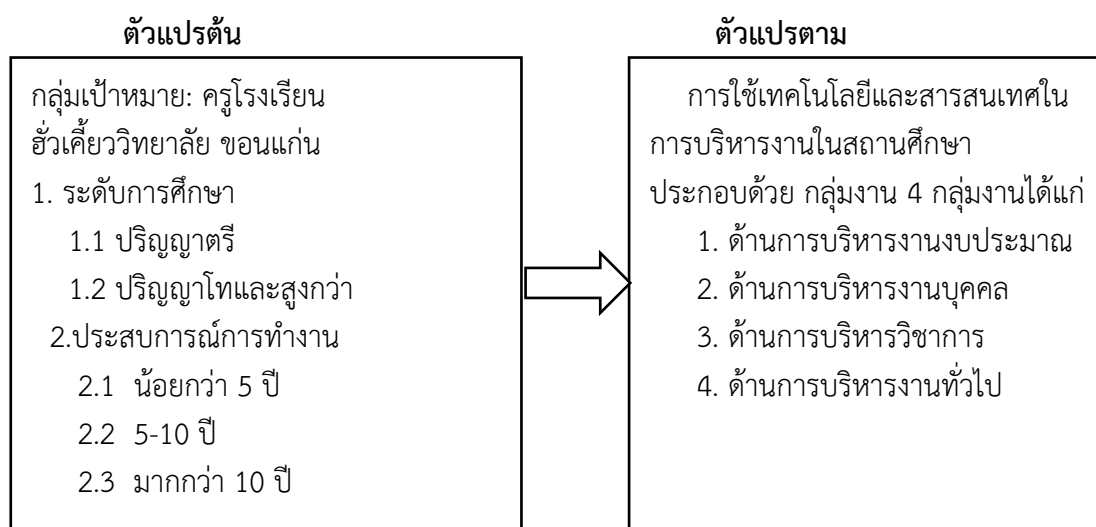 ตัวแปรต้น
กลุ่มเป้าหมาย: ครูโรงเรียน
ฮั่วเคี้ยววิทยาลัย ขอนแก่น
1. ระดับการศึกษา
1.1 ปริญญาตรี
1.2 ปริญญาโทและสูงกว่า
2.ประสบการณ์การทำงาน
2.1 น้อยกว่า 5 ปี
2.2 5-10 ปี
2.3 มากกว่า 10 ปี
ตัวแปรตาม
การใช้เทคโนโลยีและสารสนเทศใน
การบริหารงานในสถานศึกษา
ประกอบด้วย กลุ่มงาน 4 กลุ่มงานได้แก่
1. ด้านการบริหารงานงบประมาณ
2. ด้านการบริหารงานบุคคล
3. ด้านการบริหารวิชาการ
4. ด้านการบริหารงานทั่วไป